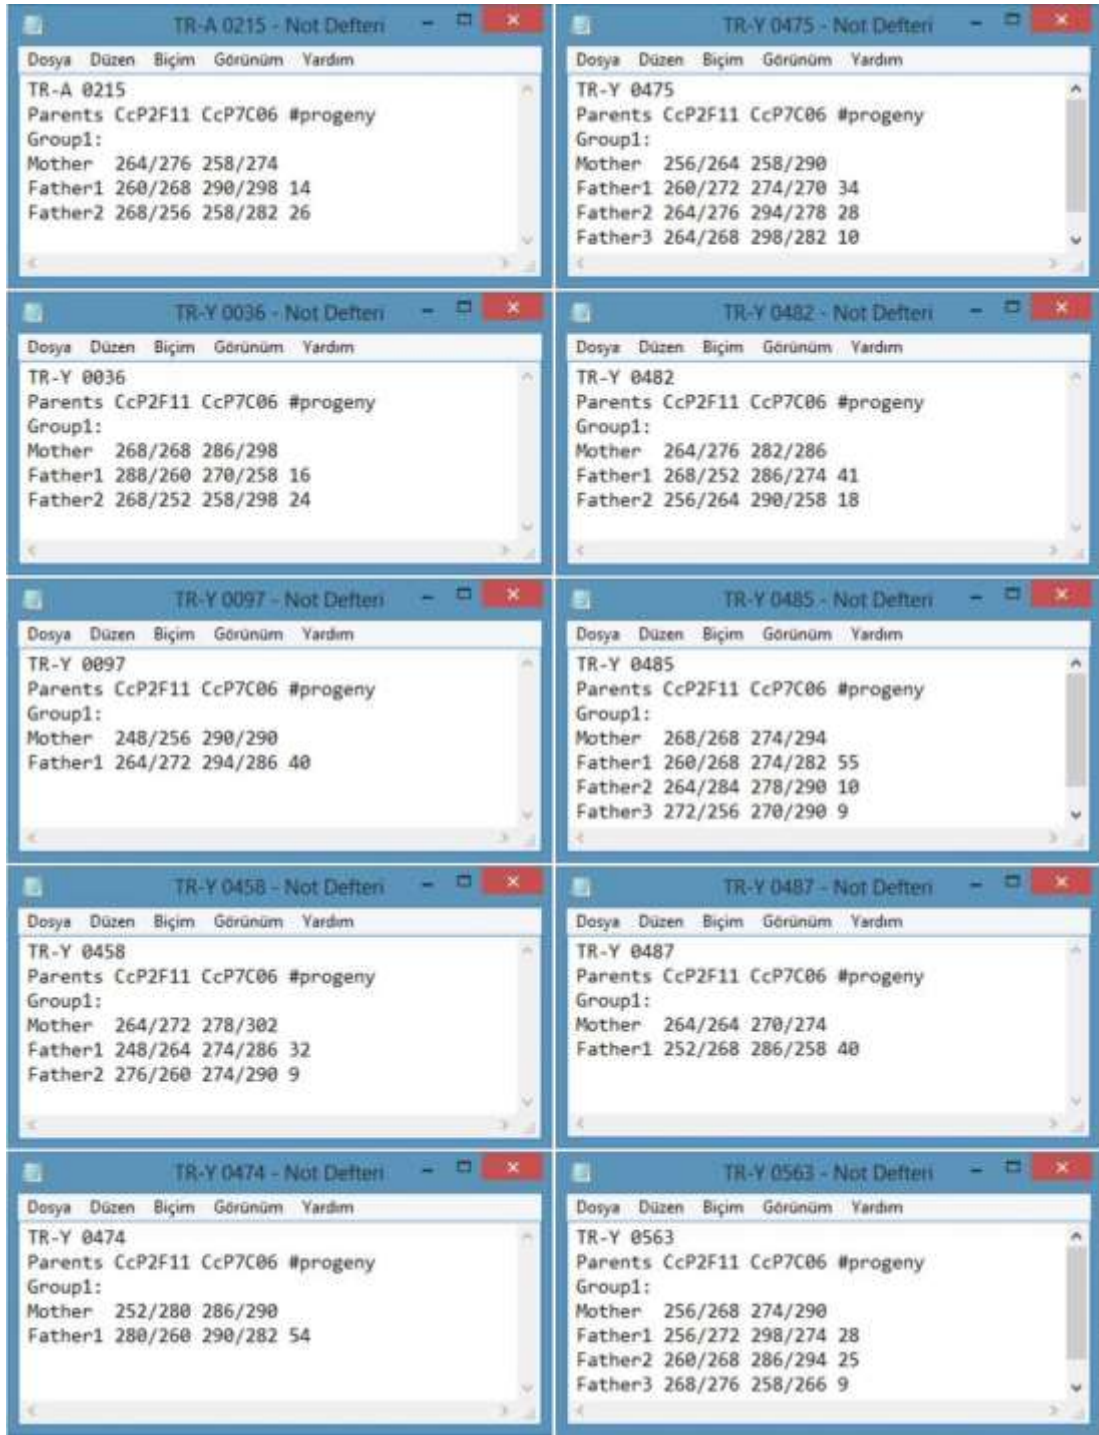 TR-A 0215 - Not Defteri
Dosya Düzen Biçim Görünüm Yardım
TR-A 0215
Parents CcP2F11 CcP7C06 #progeny
Group1:
Mother 264/276 258/274
Father1 260/268 290/298 14
Father2 268/256 258/282 26
TR-Y 0475 - Not Defteri
Dosya Düzen Biçim Görünüm Yardım
TR-Y 0475
Parents CcP2F11 CcP7C06 #progeny
Group1:
Mother 256/264 258/290
Father1 260/272 274/270 34
Father2 264/276 294/278 28
Father3 264/268 298/282 10
TR-Y 0036 - Not Defteri
Dosya Düzen Biçim Görünüm Yardım
TR-Y 0036
Parents CcP2F11 CcP7C06 #progeny
Group1:
Mother 268/268 286/298
Father1 288/260 270/258 16
Father2 268/252 258/298 24
TR-Y 0482 - Not Defteri
Dosya Düzen Biçim Görünüm Yardım
TR-Y 0482
Parents CcP2F11 CcP7C06 #progeny
Group1:
Mother 264/276 282/286
Father1 268/252 286/274 41
Father2 256/264 290/258 18
TR-Y 0097 - Not Defteri
Dosya Düzen Biçim Görünüm Yardım
TR-Y 0097
Parents CcP2F11 CcP7C06 #progeny
Group1:
Mother 248/256 290/290
Father1 264/272 294/286 40
TR-Y 0485 - Not Defteri
Dosya Düzen Biçim Görünüm Yardım
TR-Y 0485
Parents CcP2F11 CcP7C06 #progeny
Group1:
Mother 268/268 274/294
Father1 260/268 274/282 55
Father2 264/284 278/290 10
Father3 272/256 270/290 9
TR-Y 0458 - Not Defteri
Dosya Düzen Biçim Görünüm Yardım
TR-Y 0458
Parents CcP2F11 CcP7C06 #progeny
Group1:
Mother 264/272 278/302
Father1 248/264 274/286 32
Father2 276/260 274/290 9
TR-Y 0487 - Not Defteri
Dosya Düzen Biçim Görünüm Yardım
TR-Y 0487
Parents CcP2F11 CcP7C06 #progeny
Group1:
Mother 264/264 270/274
Father1 252/268 286/258 40
TR-Y 0474 - Not Defteri
Dosya Düzen Biçim Görünüm Yardım
TR-Y 0474
Parents CcP2F11 CcP7C06 #progeny
Group1:
Mother 252/280 286/290
Father1 280/260 290/282 54
TR-Y 0563 - Not Defteri
Dosya Düzen Biçim Görünüm Yardım
TR-Y 0563
Parents CcP2F11 CcP7C06 #progeny
Group1:
Mother 256/268 274/290
Father1 256/272 298/274 28
Father2 260/268 286/294 25
Father3 268/276 258/266 9